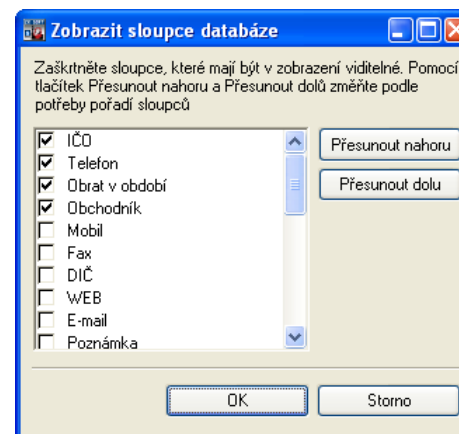 Zobrazit sloupce databáze
Zaškrtněte sloupce, které mají být v zobrazení viditelné. Pomocí
tlačítek Přesunout nahoru a Přesunout dolů změňte podle
potřeby pořadí sloupců
IČO
Telefon
Obrat v období
Obchodník
Mobil
Fax
DIČ
WEB
E-mail
Poznámka
Přesunout nahoru
Přesunout dolu
OK
Storno